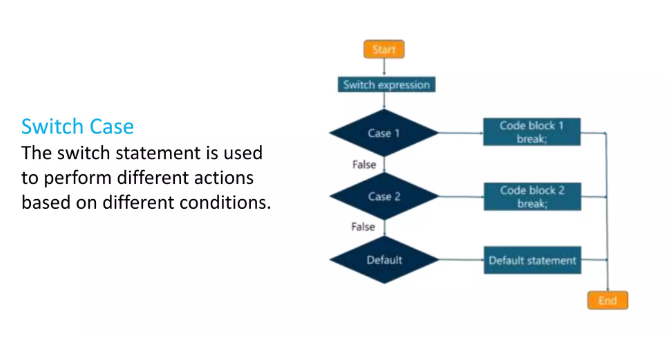 Switch Case
The switch statement is used
to perform different actions
based on different conditions.
Start
Switch expression
Case 1
Code block 1
break;
False
Case 2
Code block 2
break;
False
Default
Default statement
End